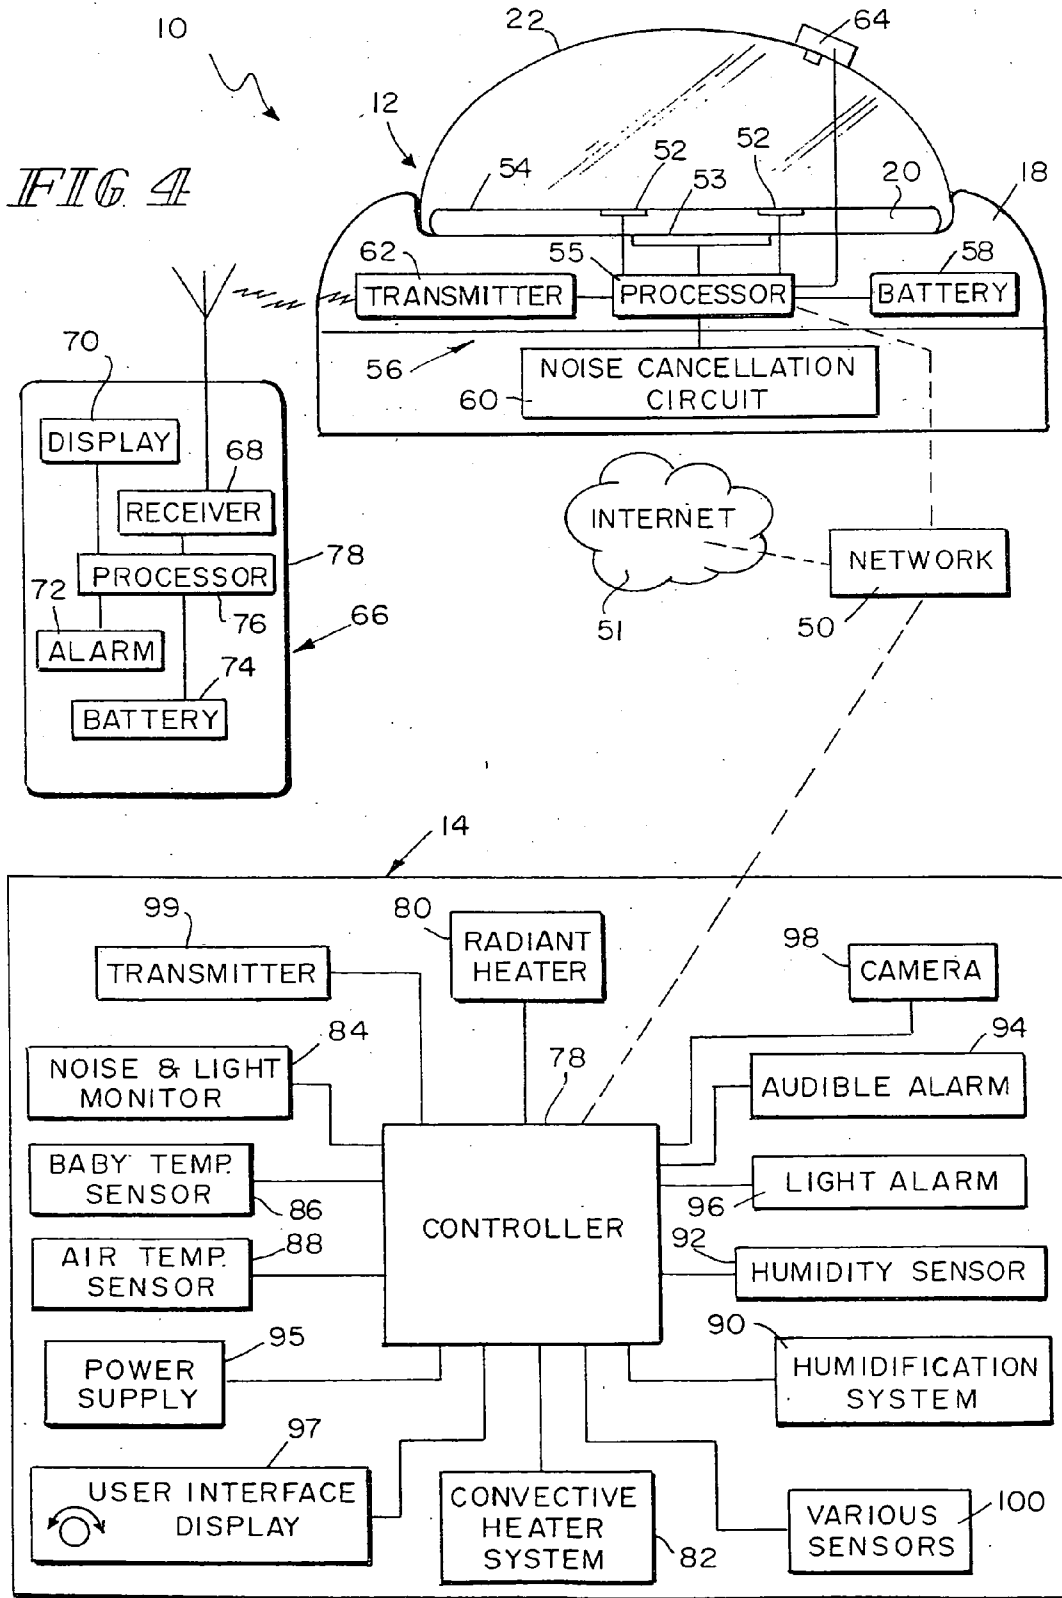 10
22
64
12
FIG. 4
54
52
53
52
20
18
62
55
58
TRANSMITTER
PROCESSOR
BATTERY
56
NOISE CANCELLATION
CIRCUIT
60
70
DISPLAY
68
RECEIVER
78
PROCESSOR
72
76
66
ALARM
74
BATTERY
INTERNET
51
NETWORK
50
14
99
TRANSMITTER
80
RADIANT
HEATER
98
CAMERA
84
NOISE & LIGHT
MONITOR
78
94
AUDIBLE ALARM
BABY TEMP.
SENSOR
86
LIGHT ALARM
96
CONTROLLER
88
AIR TEMP.
SENSOR
92
HUMIDITY SENSOR
95
POWER
SUPPLY
90
HUMIDIFICATION
SYSTEM
97
USER INTERFACE
DISPLAY
CONVECTIVE
HEATER
SYSTEM
82
VARIOUS
SENSORS
100